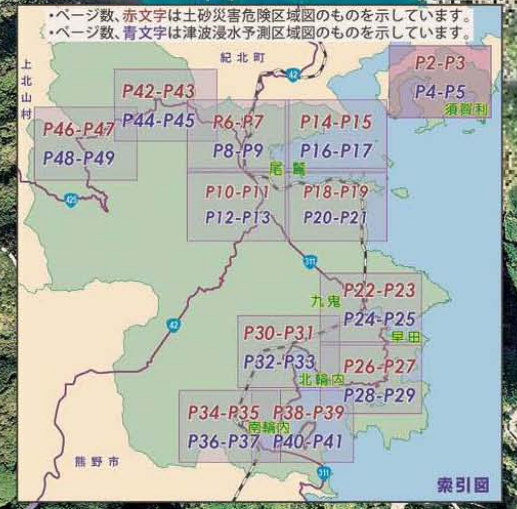 ・ページ数、赤文字は土砂災害危険区域図のものを示しています。
・ページ数、青文字は津波浸水予測区域図のものを示しています。
紀北町
上北山村
42
P2-P3
P4-P5
須賀利
P42-P43
P44-P45
P46-P47
P48-P49
P6-P7
P8-P9
P14-P15
P16-P17
尾鷲
425
P10-P11
P12-P13
P18-P19
P20-P21
311
P22-P23
九鬼
P24-P25
早田
42
P30-P31
P32-P33
北輪内
P26-P27
P28-P29
P34-P35
P38-P39
南輪内
P36-P37
P40-P41
熊野市
311
索引図